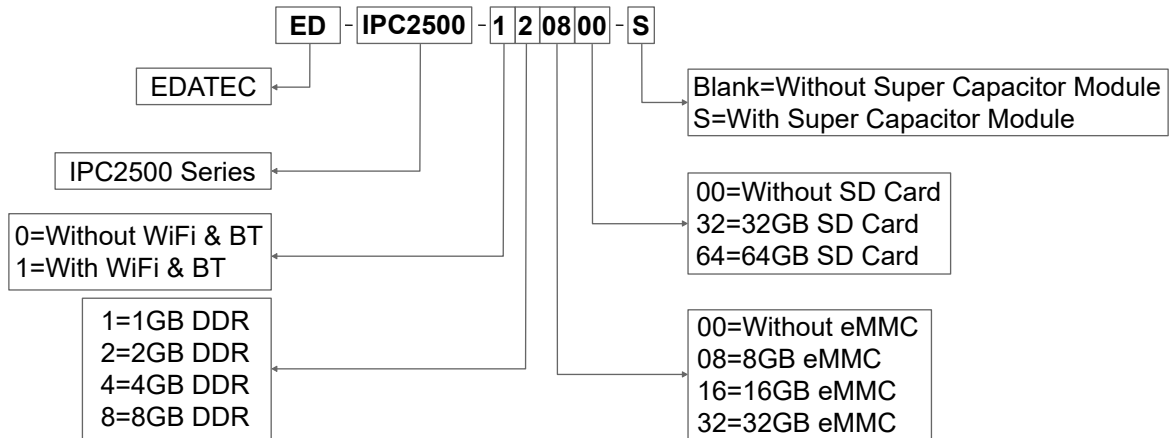 ED - IPC2500 - 1 2 08 00 - S
EDATEC
Blank=Without Super Capacitor Module
S=With Super Capacitor Module
IPC2500 Series
00=Without SD Card
32=32GB SD Card
64=64GB SD Card
0=Without WiFi & BT
1=With WiFi & BT
1=1GB DDR
2=2GB DDR
4=4GB DDR
8=8GB DDR
00=Without eMMC
08=8GB eMMC
16=16GB eMMC
32=32GB eMMC